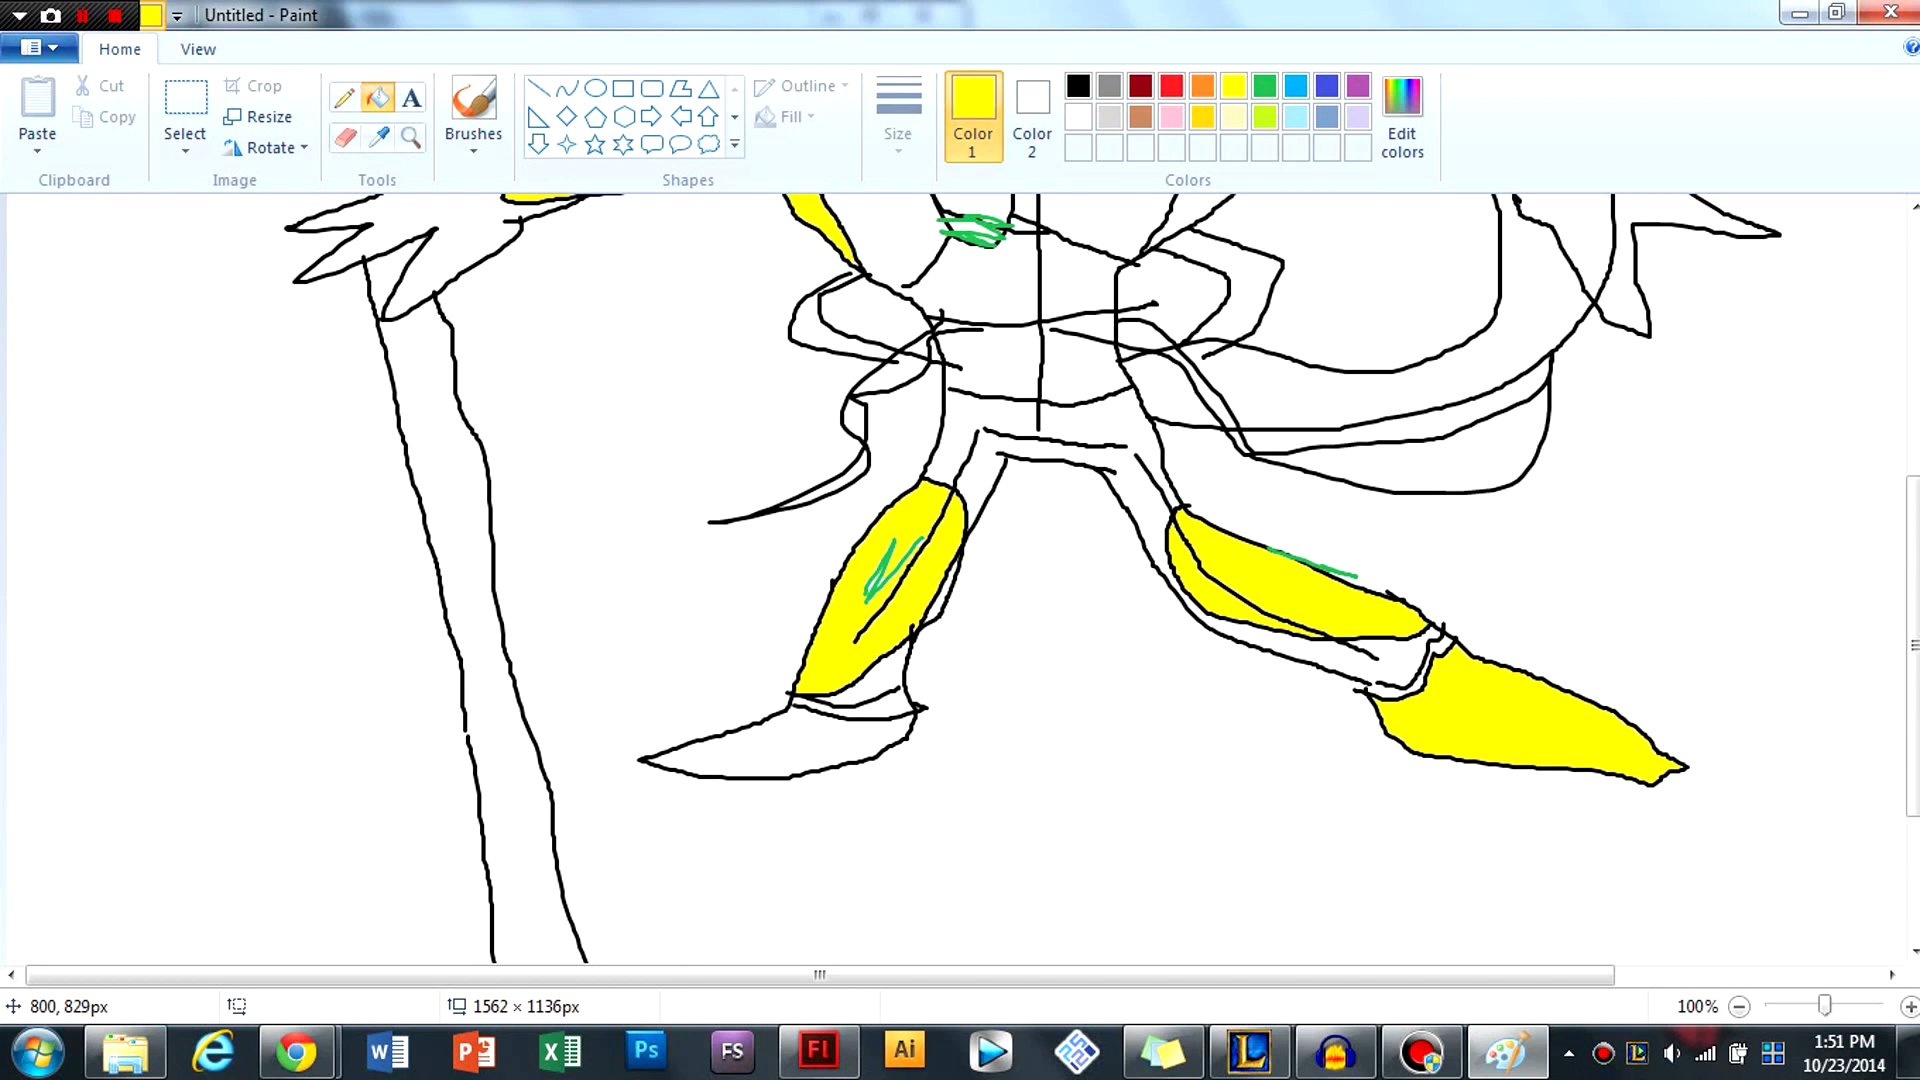 Untitled - Paint
Home View
Paste
Cut
Copy
Clipboard
Select
Crop
Resize
Rotate
Image
A
Tools
Brushes
Shapes
Outline
Fill
Size
Color 1
Color 2
Edit colors
Colors
800, 829px
1562 × 1136px
100%
W P X Ps FS Fl Ai L
1:51 PM
10/23/2014